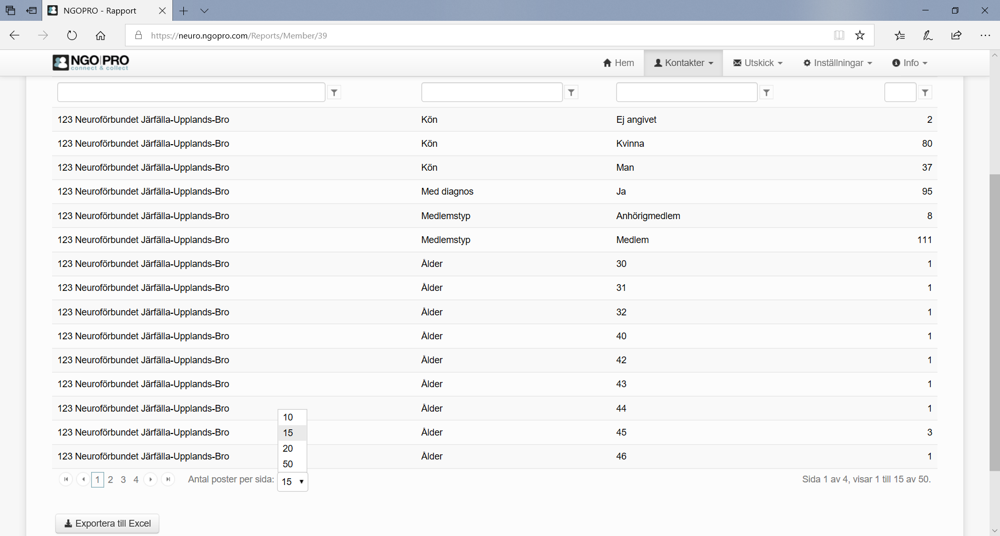 NGOPRO - Rapport
https://neuro.ngopro.com/Reports/Member/39
NGO|PRO
connect & collect
Hem Kontakter Utskick Inställningar Info
123 Neuroförbundet Järfälla-Upplands-Bro Kön Ej angivet 2
123 Neuroförbundet Järfälla-Upplands-Bro Kön Kvinna 80
123 Neuroförbundet Järfälla-Upplands-Bro Kön Man 37
123 Neuroförbundet Järfälla-Upplands-Bro Med diagnos Ja 95
123 Neuroförbundet Järfälla-Upplands-Bro Medlemstyp Anhörigmedlem 8
123 Neuroförbundet Järfälla-Upplands-Bro Medlemstyp Medlem 111
123 Neuroförbundet Järfälla-Upplands-Bro Ålder 30 1
123 Neuroförbundet Järfälla-Upplands-Bro Ålder 31 1
123 Neuroförbundet Järfälla-Upplands-Bro Ålder 32 1
123 Neuroförbundet Järfälla-Upplands-Bro Ålder 40 1
123 Neuroförbundet Järfälla-Upplands-Bro Ålder 42 1
123 Neuroförbundet Järfälla-Upplands-Bro Ålder 43 1
123 Neuroförbundet Järfälla-Upplands-Bro Ålder 44 1
123 Neuroförbundet Järfälla-Upplands-Bro Ålder 45 3
123 Neuroförbundet Järfälla-Upplands-Bro Ålder 46 1
10
15
20
50
1 2 3 4 Antal poster per sida: 15 Sida 1 av 4, visar 1 till 15 av 50.
Exportera till Excel